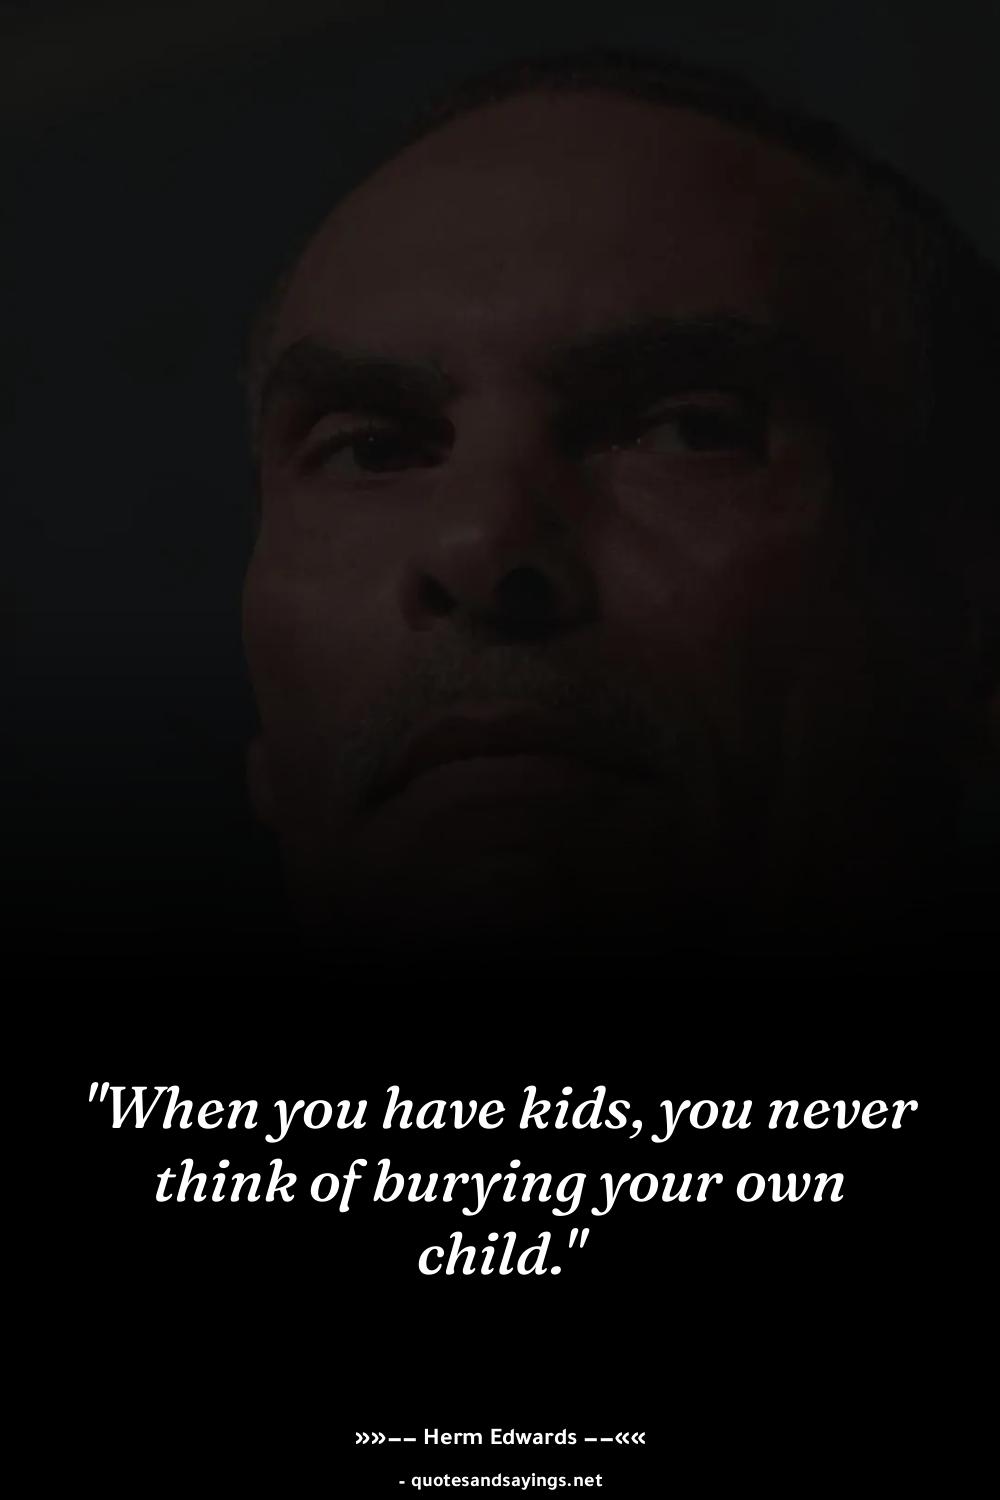 "When you have kids, you never
think of burying your own
child."
»»−− Herm Edwards −−««
- quotesandsayings.net